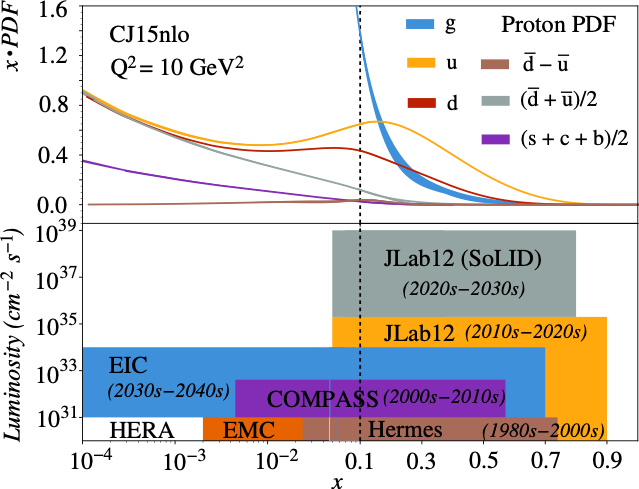 x•PDF
1.6
1.2
0.8
0.4
0.0
CJ15nlo
Q² = 10 GeV²
g
Proton PDF
u
d̄ − ū
d
(d̄ + ū)/2
(s + c + b)/2
Luminosity (cm⁻² s⁻¹)
10³⁹
10³⁷
10³⁵
10³³
10³¹
JLab12 (SoLID)
(2020s−2030s)
JLab12 (2010s−2020s)
EIC
(2030s−2040s)
COMPASS (2000s−2010s)
HERA
EMC
Hermes (1980s−2000s)
10⁻⁴
10⁻³
10⁻²
0.1
0.3
0.5
0.7
0.9
x